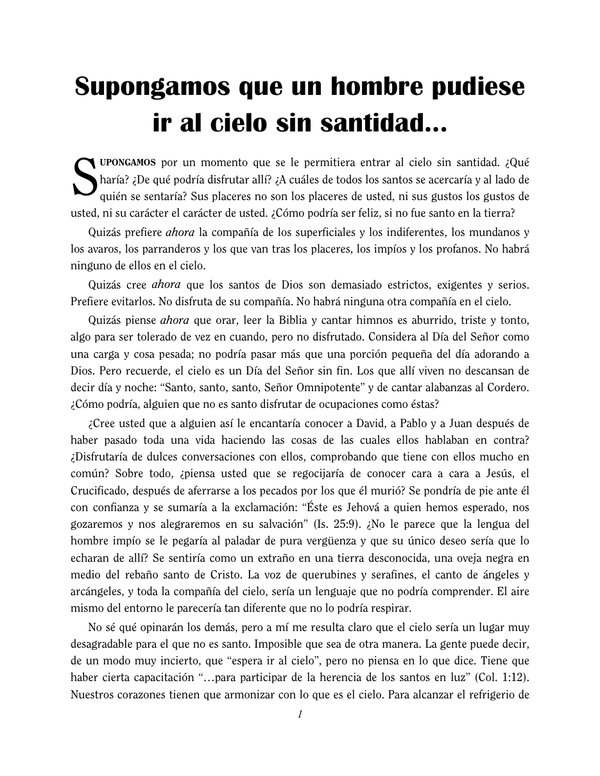 Supongamos que un hombre pudiese
ir al cielo sin santidad…
SUPONGAMOS por un momento que se le permitiera entrar al cielo sin santidad. ¿Qué
haría? ¿De qué podría disfrutar allí? ¿A cuáles de todos los santos se acercaría y al lado de
quién se sentaría? Sus placeres no son los placeres de usted, ni sus gustos los gustos de
usted, ni su carácter el carácter de usted. ¿Cómo podría ser feliz, si no fue santo en la tierra?
Quizás prefiere ahora la compañía de los superficiales y los indiferentes, los mundanos y
los avaros, los parranderos y los que van tras los placeres, los impíos y los profanos. No habrá
ninguno de ellos en el cielo.
Quizás cree ahora que los santos de Dios son demasiado estrictos, exigentes y serios.
Prefiere evitarlos. No disfruta de su compañía. No habrá ninguna otra compañía en el cielo.
Quizás piense ahora que orar, leer la Biblia y cantar himnos es aburrido, triste y tonto,
algo para ser tolerado de vez en cuando, pero no disfrutado. Considera al Día del Señor como
una carga y cosa pesada; no podría pasar más que una porción pequeña del día adorando a
Dios. Pero recuerde, el cielo es un Día del Señor sin fin. Los que allí viven no descansan de
decir día y noche: “Santo, santo, santo, Señor Omnipotente” y de cantar alabanzas al Cordero.
¿Cómo podría, alguien que no es santo disfrutar de ocupaciones como éstas?
¿Cree usted que a alguien así le encantaría conocer a David, a Pablo y a Juan después de
haber pasado toda una vida haciendo las cosas de las cuales ellos hablaban en contra?
¿Disfrutaría de dulces conversaciones con ellos, comprobando que tiene con ellos mucho en
común? Sobre todo, ¿piensa usted que se regocijaría de conocer cara a cara a Jesús, el
Crucificado, después de aferrarse a los pecados por los que él murió? Se pondría de pie ante él
con confianza y se sumaría a la exclamación: “Éste es Jehová a quien hemos esperado, nos
gozaremos y nos alegraremos en su salvación” (Is. 25:9). ¿No le parece que la lengua del
hombre impío se le pegaría al paladar de pura vergüenza y que su único deseo sería que lo
echaran de allí? Se sentiría como un extraño en una tierra desconocida, una oveja negra en
medio del rebaño santo de Cristo. La voz de querubines y serafines, el canto de ángeles y
arcángeles, y toda la compañía del cielo, sería un lenguaje que no podría comprender. El aire
mismo del entorno le parecería tan diferente que no lo podría respirar.
No sé qué opinarán los demás, pero a mí me resulta claro que el cielo sería un lugar muy
desagradable para el que no es santo. Imposible que sea de otra manera. La gente puede decir,
de un modo muy incierto, que “espera ir al cielo”, pero no piensa en lo que dice. Tiene que
haber cierta capacitación “…para participar de la herencia de los santos en luz” (Col. 1:12).
Nuestros corazones tienen que armonizar con lo que es el cielo. Para alcanzar el refrigerio de
1